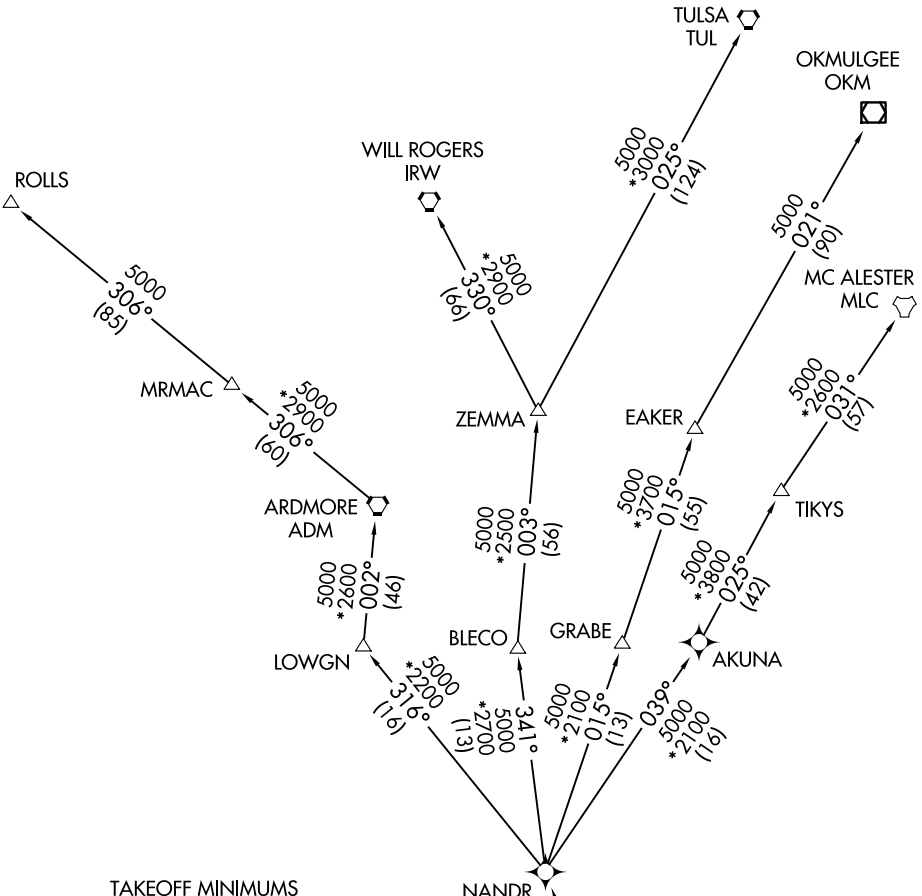 TULSA
TUL
OKMULGEE
OKM
WILL ROGERS
IRW
ROLLS
5000
*3000
025°
(124)
5000
021°
(90)
MC ALESTER
MLC
5000
*2900
330°
(66)
5000
306°
(85)
MRMAC
5000
*2900
306°
(60)
ZEMMA
EAKER
5000
*2600
031°
(57)
ARDMORE
ADM
5000
*2500
003°
(56)
5000
*3700
015°
(55)
TIKYS
5000
*2600
002°
(46)
5000
*3800
025°
(42)
LOWGN
BLECO
GRABE
AKUNA
5000
*2200
316°
(16)
341°
5000
*2700
(13)
5000
*2100
015°
(13)
039°
5000
*2100
(16)
TAKEOFF MINIMUMS
NANDR